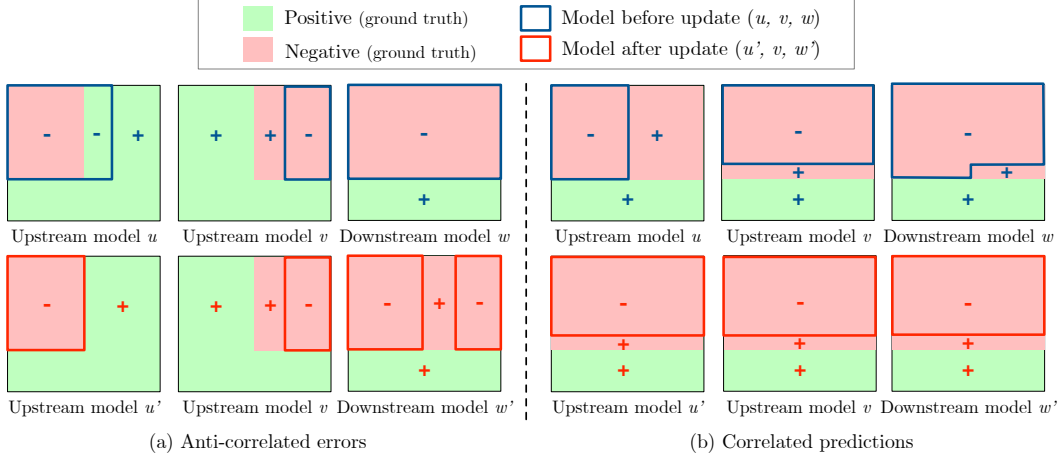 Positive (ground truth)
Negative (ground truth)
Model before update (u, v, w)
Model after update (u', v, w')
- - +
+ + -
-
+
Upstream model u
Upstream model v
Downstream model w
- +
+ + -
- + -
+
Upstream model u'
Upstream model v
Downstream model w'
(a) Anti-correlated errors
- +
+
-
+
+
-
+
+
Upstream model u
Upstream model v
Downstream model w
-
+
+
-
+
+
-
+
+
Upstream model u'
Upstream model v
Downstream model w'
(b) Correlated predictions